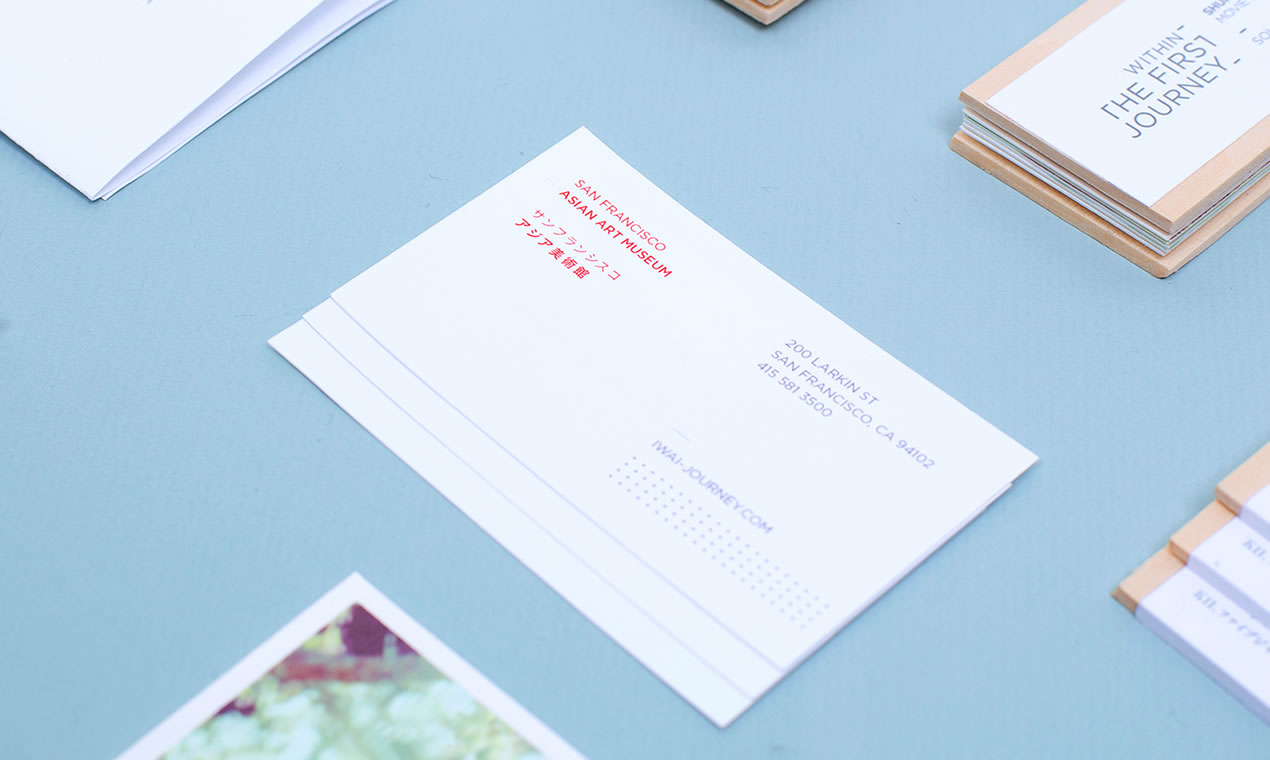 SAN FRANCISCO
ASIAN ART MUSEUM
サンフランシスコ
アジア美術館
200 LARKIN ST
SAN FRANCISCO, CA 94102
415 581 3500
IWAI-JOURNEY.COM
WITHIN
THE FIRST
JOURNEY
MOVIE